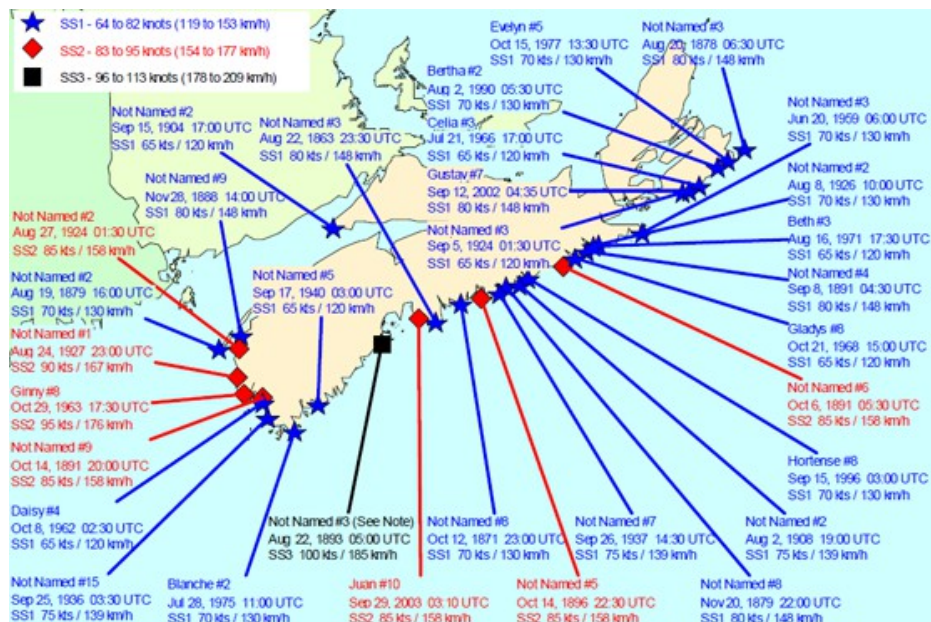 SS1 - 64 to 82 knots (119 to 153 km/h)
SS2 - 83 to 95 knots (154 to 177 km/h)
SS3 - 96 to 113 knots (178 to 209 km/h)
Evelyn #5
Oct 15, 1977 13:30 UTC
SS1 70 kts / 130 km/h
Not Named #3
Aug 20, 1878 06:30 UTC
SS1 80 kts / 148 km/h
Bertha #2
Aug 2, 1990 05:30 UTC
SS1 70 kts / 130 km/h
Not Named #2
Sep 15, 1904 17:00 UTC
SS1 65 kts / 120 km/h
Not Named #3
Aug 22, 1863 23:30 UTC
SS1 80 kts / 148 km/h
Celia #3
Jul 21, 1966 17:00 UTC
SS1 65 kts / 120 km/h
Not Named #3
Jun 20, 1959 06:00 UTC
SS1 70 kts / 130 km/h
Not Named #9
Nov 28, 1888 14:00 UTC
SS1 80 kts / 148 km/h
Gustav #7
Sep 12, 2002 04:35 UTC
SS1 80 kts / 148 km/h
Not Named #2
Aug 8, 1926 10:00 UTC
SS1 70 kts / 130 km/h
Not Named #2
Aug 27, 1924 01:30 UTC
SS2 85 kts / 158 km/h
Not Named #3
Sep 5, 1924 01:30 UTC
SS1 65 kts / 120 km/h
Beth #3
Aug 16, 1971 17:30 UTC
SS1 65 kts / 120 km/h
Not Named #2
Aug 19, 1879 16:00 UTC
SS1 70 kts / 130 km/h
Not Named #5
Sep 17, 1940 03:00 UTC
SS1 65 kts / 120 km/h
Not Named #4
Sep 8, 1891 04:30 UTC
SS1 80 kts / 148 km/h
Not Named #1
Aug 24, 1927 23:00 UTC
SS2 90 kts / 167 km/h
Gladys #8
Oct 21, 1968 15:00 UTC
SS1 65 kts / 120 km/h
Ginny #8
Oct 29, 1963 17:30 UTC
SS2 95 kts / 176 km/h
Not Named #6
Oct 6, 1891 05:30 UTC
SS2 85 kts / 158 km/h
Not Named #9
Oct 14, 1891 20:00 UTC
SS2 85 kts / 158 km/h
Hortense #8
Sep 15, 1996 03:00 UTC
SS1 70 kts / 130 km/h
Daisy #4
Oct 8, 1962 02:30 UTC
SS1 65 kts / 120 km/h
Not Named #3 (See Note)
Aug 22, 1893 05:00 UTC
SS3 100 kts / 185 km/h
Not Named #6
Oct 12, 1871 23:00 UTC
SS1 70 kts / 130 km/h
Not Named #7
Sep 26, 1937 14:30 UTC
SS1 75 kts / 139 km/h
Not Named #2
Aug 2, 1908 19:00 UTC
SS1 75 kts / 139 km/h
Not Named #15
Sep 25, 1936 03:30 UTC
SS1 75 kts / 139 km/h
Blanche #2
Jul 28, 1975 11:00 UTC
SS1 70 kts / 130 km/h
Juan #10
Sep 29, 2003 03:10 UTC
SS2 85 kts / 158 km/h
Not Named #5
Oct 14, 1896 22:30 UTC
SS2 85 kts / 158 km/h
Not Named #8
Nov 20, 1879 22:00 UTC
SS1 80 kts / 148 km/h